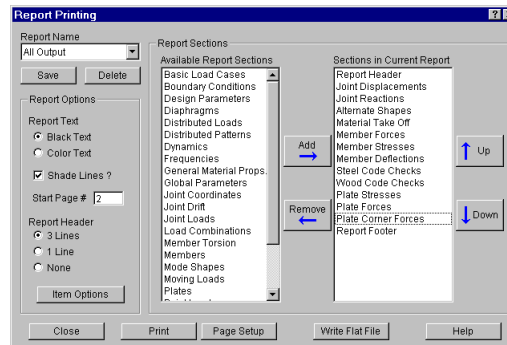 Report Printing
Report Name
All Output
Save
Delete
Report Options
Report Text
Black Text
Color Text
Shade Lines ?
Start Page # 2
Report Header
3 Lines
1 Line
None
Item Options
Report Sections
Available Report Sections
Basic Load Cases
Boundary Conditions
Design Parameters
Diaphragms
Distributed Loads
Distributed Patterns
Dynamics
Frequencies
General Material Props.
Global Parameters
Joint Coordinates
Joint Drift
Joint Loads
Load Combinations
Member Torsion
Members
Mode Shapes
Moving Loads
Plates
Add
Remove
Sections in Current Report
Report Header
Joint Displacements
Joint Reactions
Alternate Shapes
Material Take Off
Member Forces
Member Stresses
Member Deflections
Steel Code Checks
Wood Code Checks
Plate Stresses
Plate Forces
Plate Corner Forces
Report Footer
Up
Down
Close
Print
Page Setup
Write Flat File
Help